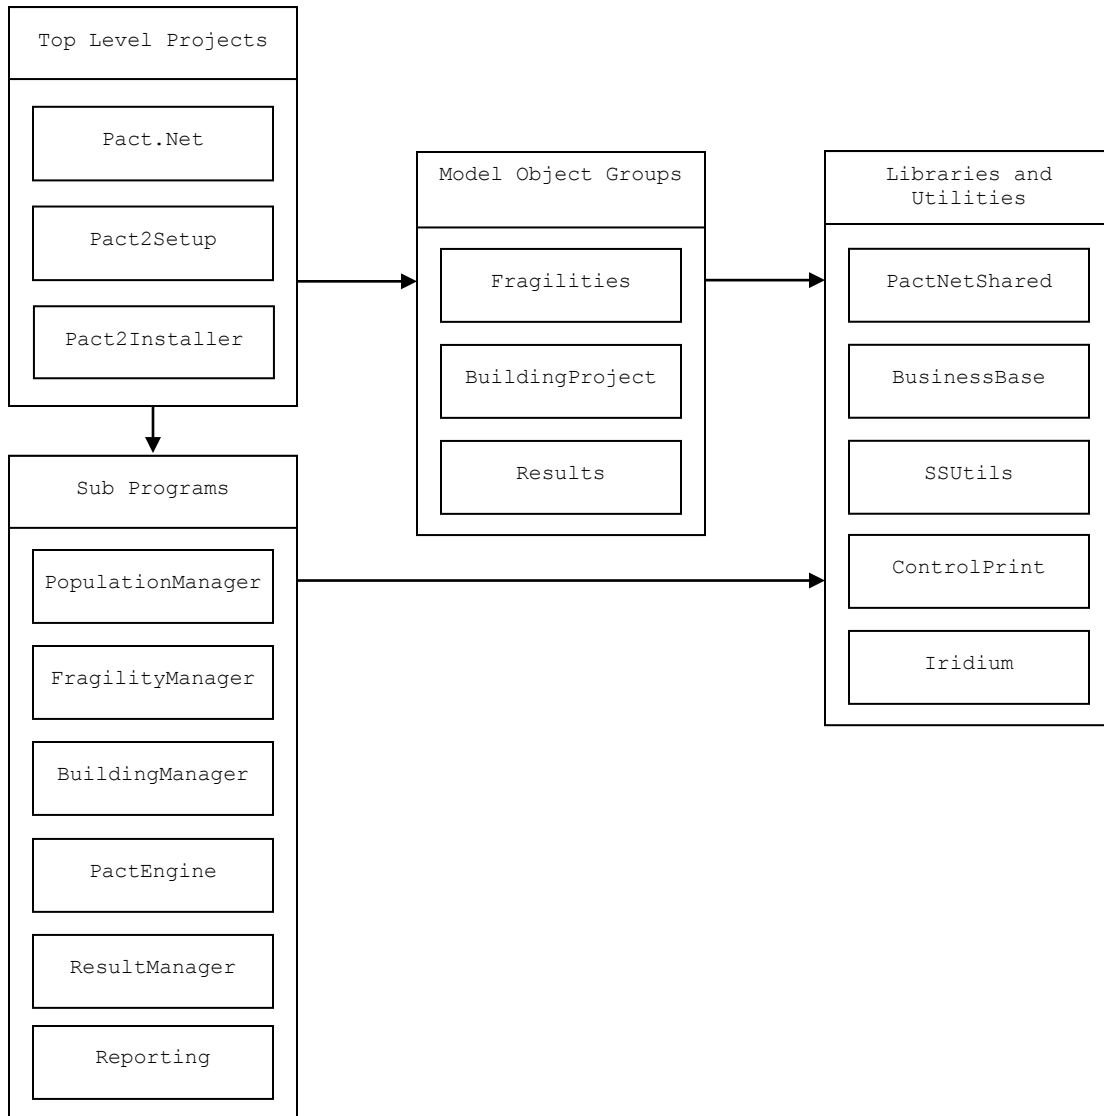 Top Level Projects
Pact.Net
Pact2Setup
Pact2Installer
Model Object Groups
Fragilities
BuildingProject
Results
Libraries and
Utilities
PactNetShared
BusinessBase
SSUtils
ControlPrint
Iridium
Sub Programs
PopulationManager
FragilityManager
BuildingManager
PactEngine
ResultManager
Reporting